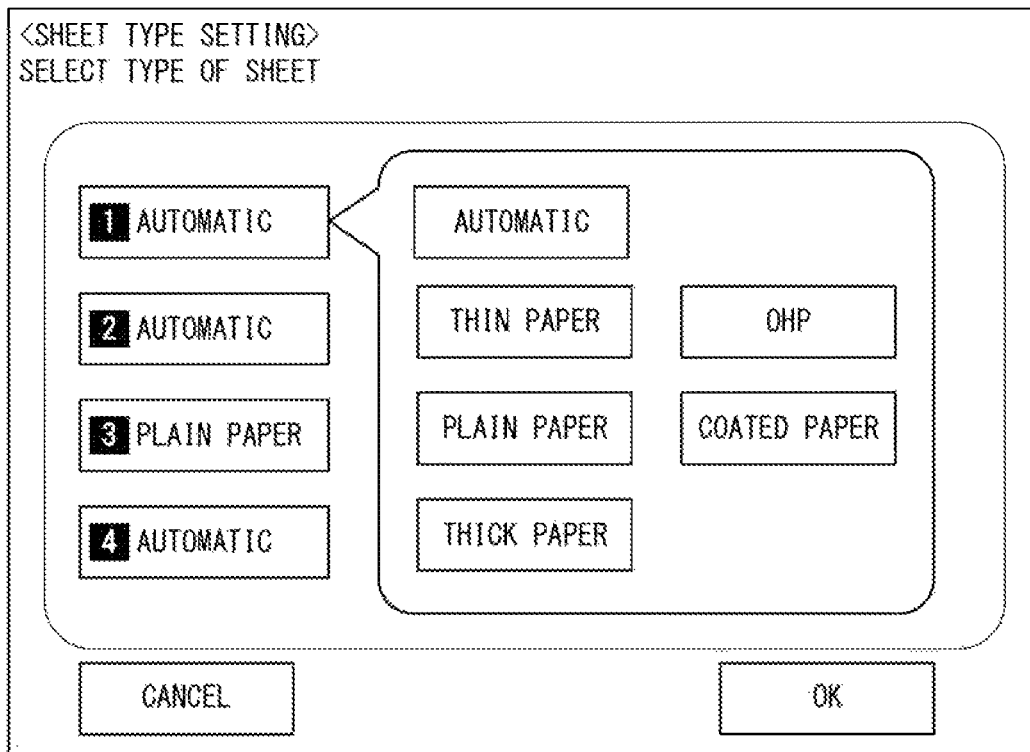 <SHEET TYPE SETTING>
SELECT TYPE OF SHEET
1 AUTOMATIC
2 AUTOMATIC
3 PLAIN PAPER
4 AUTOMATIC
AUTOMATIC
THIN PAPER
OHP
PLAIN PAPER
COATED PAPER
THICK PAPER
CANCEL
OK